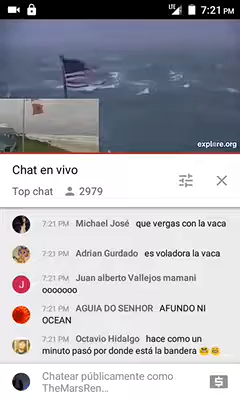 LTE
7:21 PM
explore.org
Chat en vivo
Top chat 2979
7:21 PM Michael José que vergas con la vaca
7:21 PM Adrian Gurdado es voladora la vaca
J 7:21 PM Juan alberto Vallejos mamani
ooooooo
7:21 PM AGUIA DO SENHOR AFUNDO NI
OCEAN
7:21 PM Octavio Hidalgo hace como un
minuto pasó por donde está la bandera 😁😊
Chatear públicamente como
TheMarsRen...
$